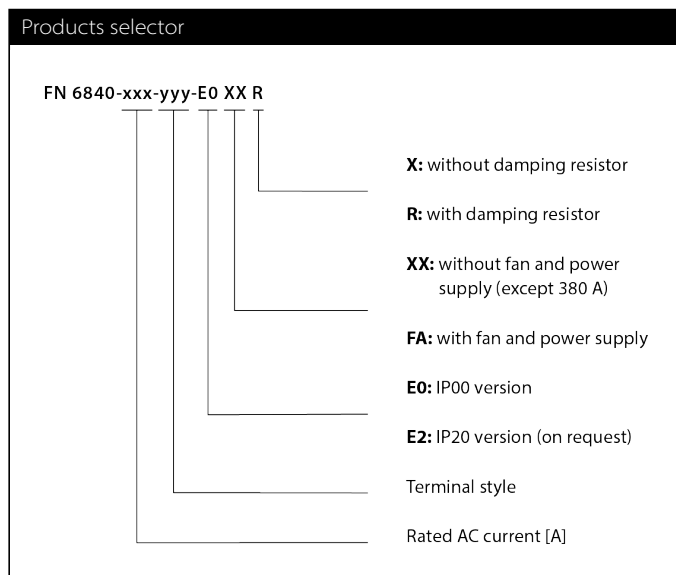 Products selector
FN 6840-xxx-yyy-E0 XX R
X: without damping resistor
R: with damping resistor
XX: without fan and power
supply (except 380 A)
FA: with fan and power supply
E0: IP00 version
E2: IP20 version (on request)
Terminal style
Rated AC current [A]